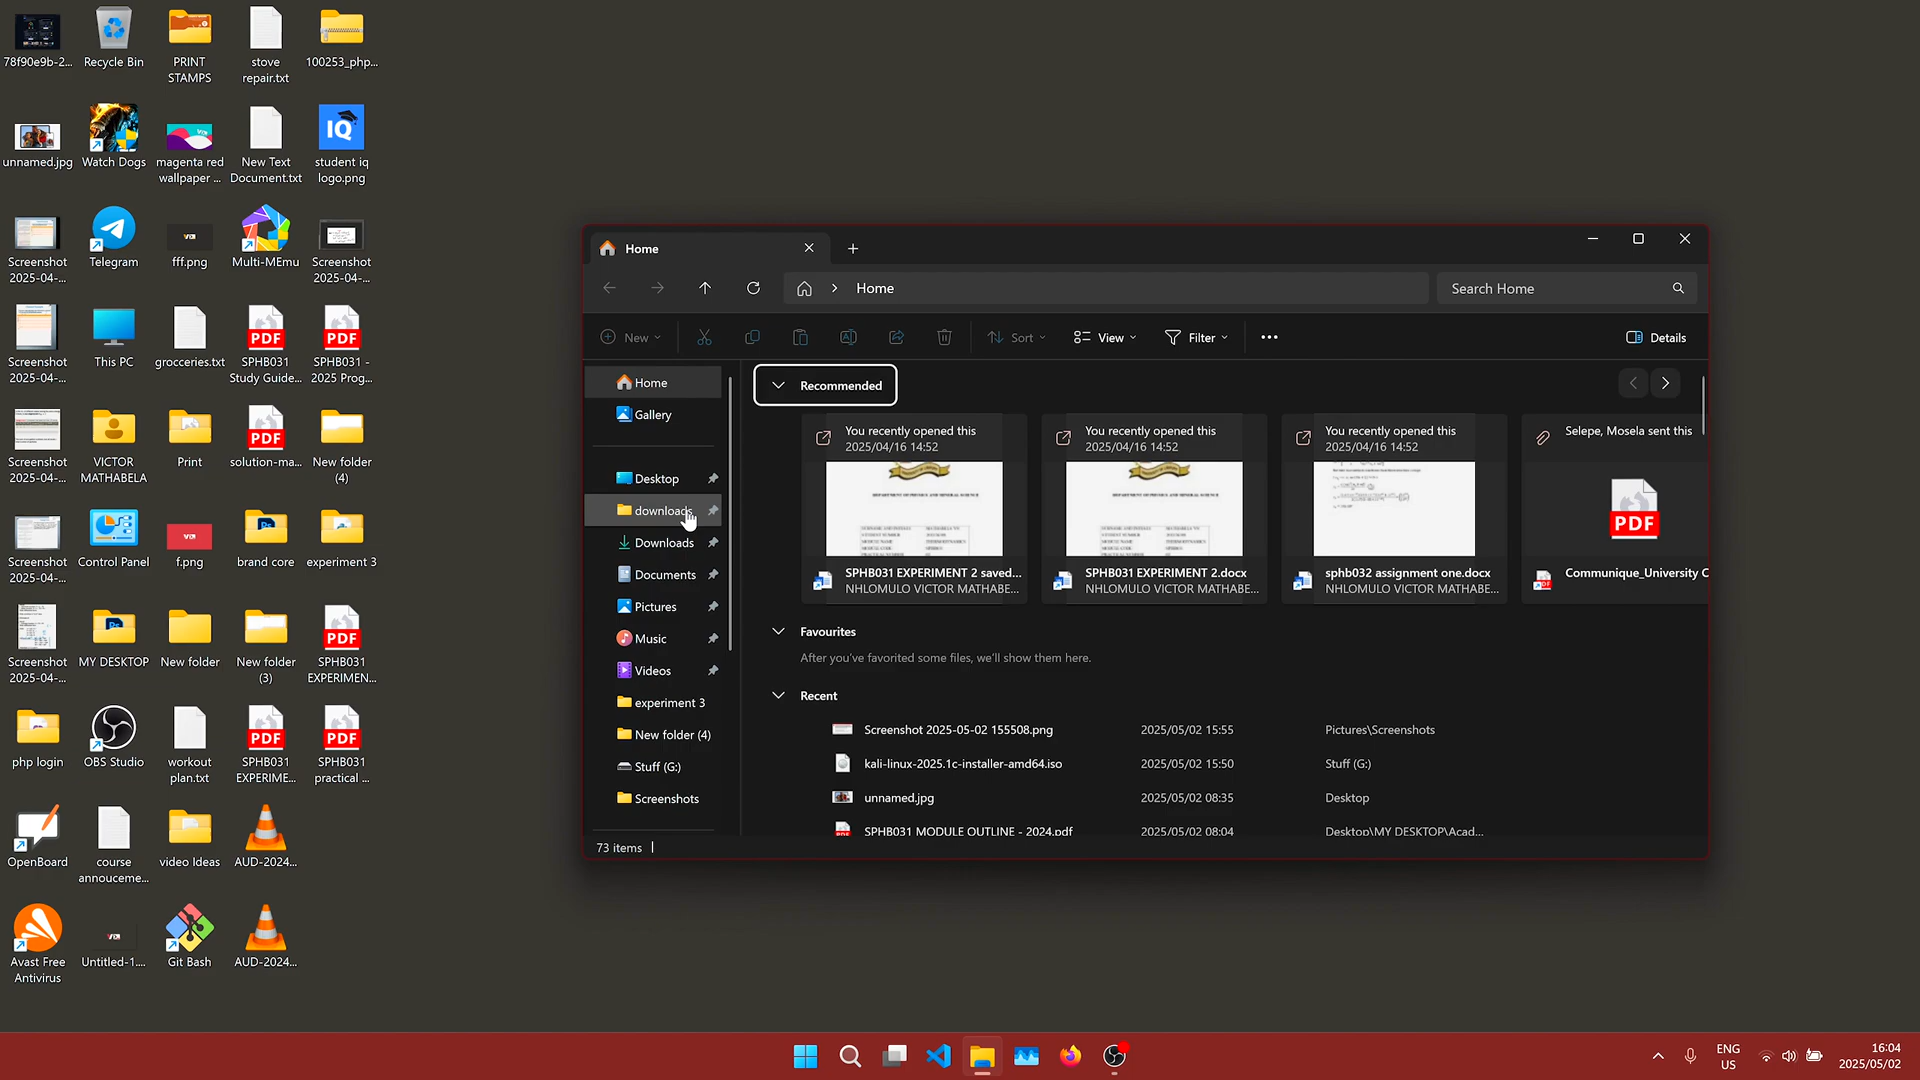 78f90e9b-2...
Recycle Bin
PRINT
STAMPS
stove
repair.txt
100253_php...
unnamed.jpg
Watch Dogs
magenta red
wallpaper ...
New Text
Document.txt
IQ
student iq
logo.png
Screenshot
2025-04-...
Telegram
fff.png
Multi-MEmu
Screenshot
2025-04-...
Screenshot
2025-04-...
This PC
grocceries.txt
PDF
SPHB031
Study Guide...
PDF
SPHB031 -
2025 Prog...
Screenshot
2025-04-...
VICTOR
MATHABELA
Print
PDF
solution-ma...
New folder
(4)
Screenshot
2025-04-...
Control Panel
f.png
Ps
brand core
experiment 3
Screenshot
2025-04-...
Ps
MY DESKTOP
New folder
New folder
(3)
PDF
SPHB031
EXPERIMEN...
php login
OBS Studio
workout
plan.txt
PDF
SPHB031
EXPERIME...
PDF
SPHB031
practical ...
OpenBoard
course
annouceme...
video Ideas
AUD-2024...
Avast Free
Antivirus
Untitled-1....
Git Bash
AUD-2024...
Home
Home
Search Home
New
Sort
View
Filter
Details
Home
Gallery
Desktop
downloads
Downloads
Documents
Pictures
Music
Videos
experiment 3
New folder (4)
Stuff (G:)
Screenshots
Recommended
You recently opened this
2025/04/16 14:52
SPHB031 EXPERIMENT 2 saved...
NHLOMULO VICTOR MATHABE...
You recently opened this
2025/04/16 14:52
SPHB031 EXPERIMENT 2.docx
NHLOMULO VICTOR MATHABE...
You recently opened this
2025/04/16 14:52
sphb032 assignment one.docx
NHLOMULO VICTOR MATHABE...
Selepe, Mosela sent this
PDF
Communique_University C
Favourites
After you've favorited some files, we'll show them here.
Recent
Screenshot 2025-05-02 155508.png 2025/05/02 15:55 Pictures\Screenshots
kali-linux-2025.1c-installer-amd64.iso 2025/05/02 15:50 Stuff (G:)
unnamed.jpg 2025/05/02 08:35 Desktop
SPHB031 MODULE OUTLINE - 2024.pdf 2025/05/02 08:04 Desktop\MY DESKTOP\Acad...
73 items
ENG
US
16:04
2025/05/02